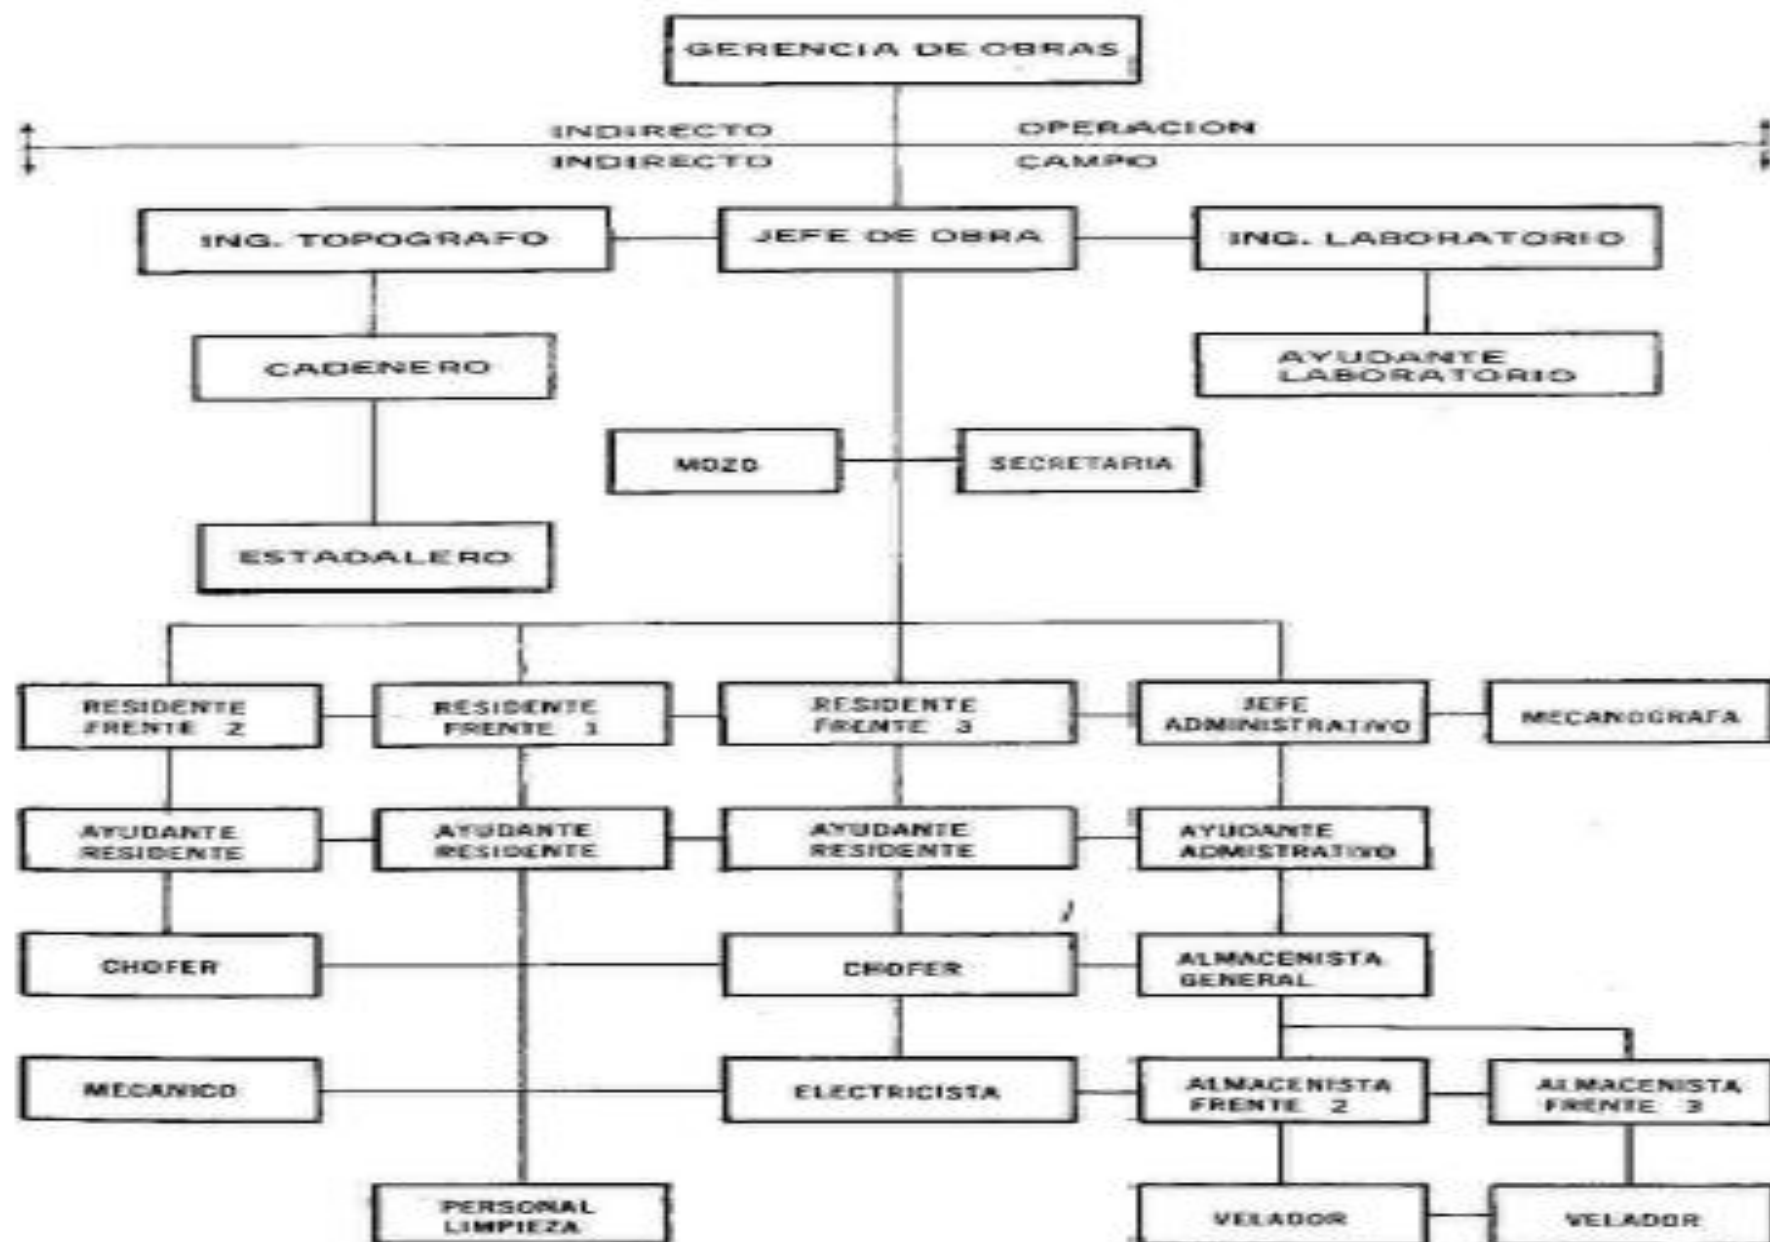 GERENCIA DE OBRAS
INDIRECTO OPERACION
INDIRECTO CAMPO
ING. TOPOGRAFO
JEFE DE OBRA
ING. LABORATORIO
CADENERO
AYUDANTE
LABORATORIO
MOZO
SECRETARIA
ESTADALERO
RESIDENTE
FRENTE 2
RESIDENTE
FRENTE 1
RESIDENTE
FRENTE 3
JEFE
ADMINISTRATIVO
MECANOGRAFA
AYUDANTE
RESIDENTE
AYUDANTE
RESIDENTE
AYUDANTE
RESIDENTE
AYUDANTE
ADMISTRATIVO
CHOFER
CHOFER
ALMACENISTA
GENERAL
MECANICO
ELECTRICISTA
ALMACENISTA
FRENTE 2
ALMACENISTA
FRENTE 3
PERSONAL
LIMPIEZA
VELADOR
VELADOR